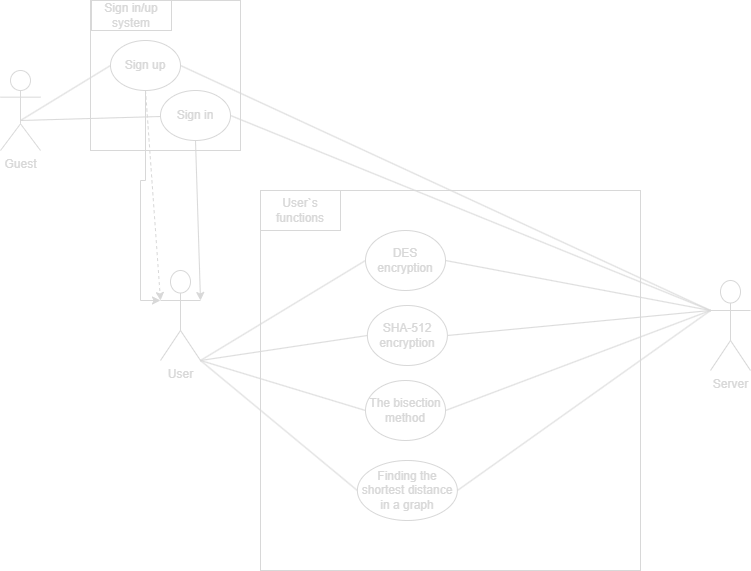 Sign in/up
system
Sign up
Sign in
Guest
User`s
functions
DES
encryption
SHA-512
encryption
User
Server
The bisection
method
Finding the
shortest distance
in a graph